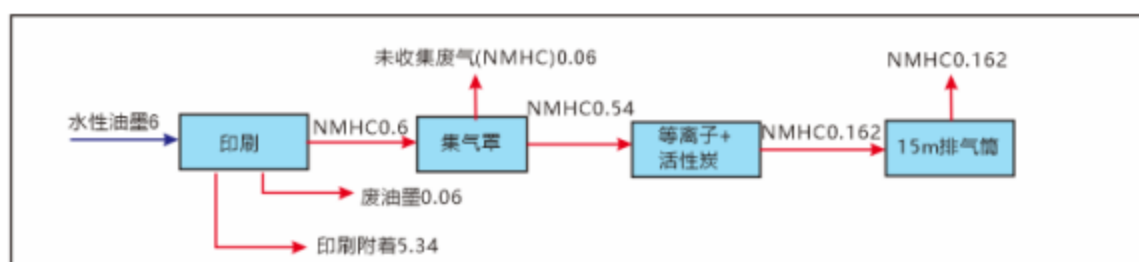 未收集废气(NMHC)0.06
NMHC0.162
水性油墨6
印刷
NMHC0.6
集气罩
NMHC0.54
等离子+
活性炭
NMHC0.162
15m排气筒
废油墨0.06
印刷附着5.34